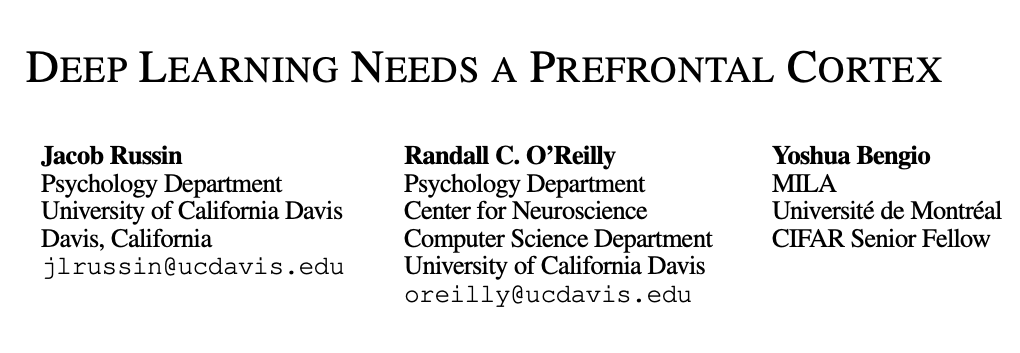 DEEP LEARNING NEEDS A PREFRONTAL CORTEX
Jacob Russin
Psychology Department
University of California Davis
Davis, California
jlrussin@ucdavis.edu
Randall C. O'Reilly
Psychology Department
Center for Neuroscience
Computer Science Department
University of California Davis
oreilly@ucdavis.edu
Yoshua Bengio
MILA
Université de Montréal
CIFAR Senior Fellow